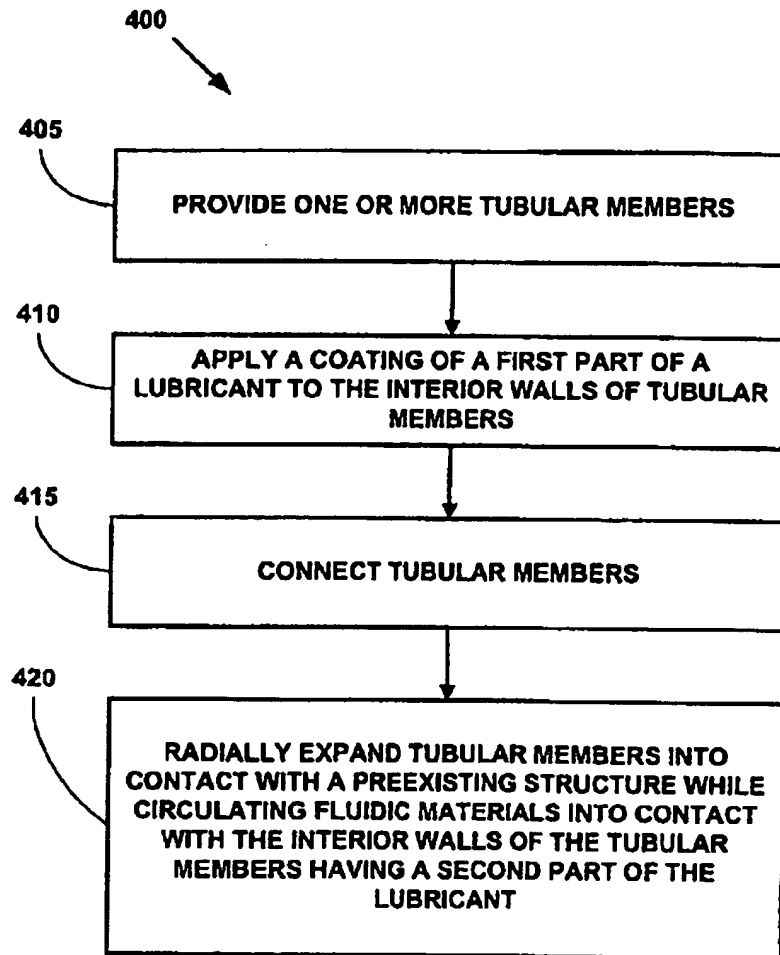 400
405
PROVIDE ONE OR MORE TUBULAR MEMBERS
410
APPLY A COATING OF A FIRST PART OF A
LUBRICANT TO THE INTERIOR WALLS OF TUBULAR
MEMBERS
415
CONNECT TUBULAR MEMBERS
420
RADIALLY EXPAND TUBULAR MEMBERS INTO
CONTACT WITH A PREEXISTING STRUCTURE WHILE
CIRCULATING FLUIDIC MATERIALS INTO CONTACT
WITH THE INTERIOR WALLS OF THE TUBULAR
MEMBERS HAVING A SECOND PART OF THE
LUBRICANT